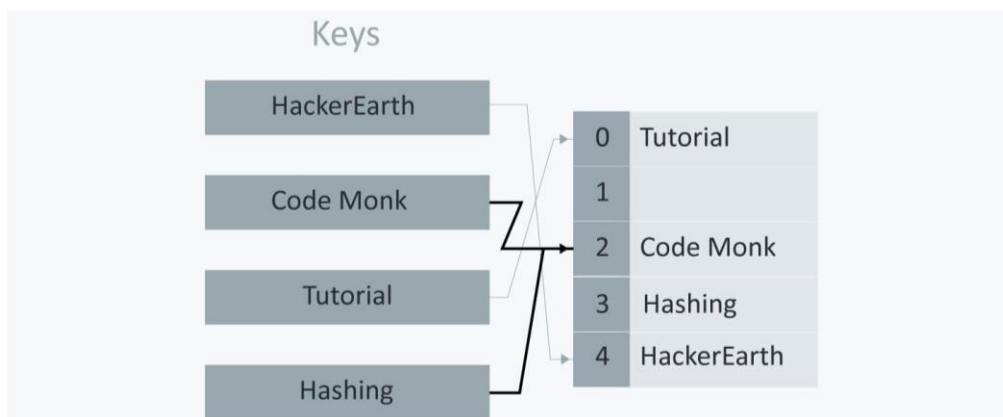 Keys
HackerEarth
Code Monk
Tutorial
Hashing
0 Tutorial
1
2 Code Monk
3 Hashing
4 HackerEarth